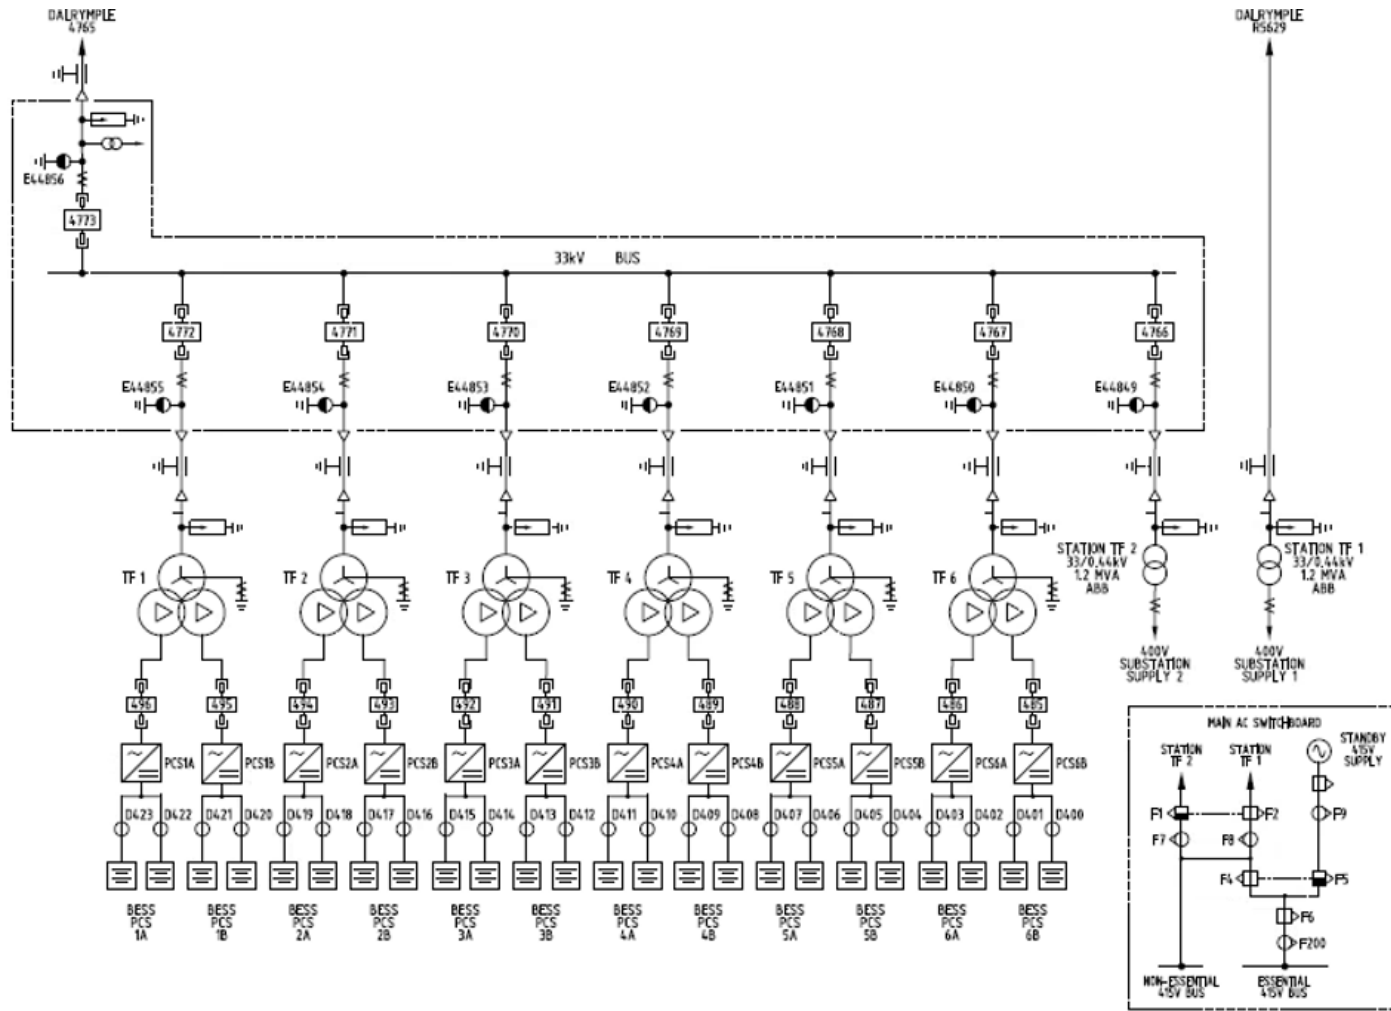 DALRYMPLE
4765
DALRYMPLE
R5629
E44856
4773
33kV BUS
4772
4771
4770
4769
4768
4767
4766
E44855
E44854
E44853
E44852
E44851
E44850
E44849
TF 1
TF 2
TF 3
TF 4
TF 5
TF 6
STATION TF 2
33/0.44kV
1.2 MVA
ABB
STATION TF 1
33/0.44kV
1.2 MVA
ABB
400V
SUBSTATION
SUPPLY 2
400V
SUBSTATION
SUPPLY 1
496
495
494
493
492
491
490
489
488
487
486
485
PCS1A
PCS1B
PCS2A
PCS2B
PCS3A
PCS3B
PCS4A
PCS4B
PCS5A
PCS5B
PCS6A
PCS6B
D423
D422
D421
D420
D419
D418
D417
D416
D415
D414
D413
D412
D411
D410
D409
D408
D407
D406
D405
D404
D403
D402
D401
D400
BESS
PCS
1A
BESS
PCS
1B
BESS
PCS
2A
BESS
PCS
2B
BESS
PCS
3A
BESS
PCS
3B
BESS
PCS
4A
BESS
PCS
4B
BESS
PCS
5A
BESS
PCS
5B
BESS
PCS
6A
BESS
PCS
6B
MAIN AC SWITCHBOARD
STATION
TF 2
STATION
TF 1
STANDBY
415V
SUPPLY
F1
F2
F9
F7
F8
F4
F5
F6
F200
NON-ESSENTIAL
415V BUS
ESSENTIAL
415V BUS